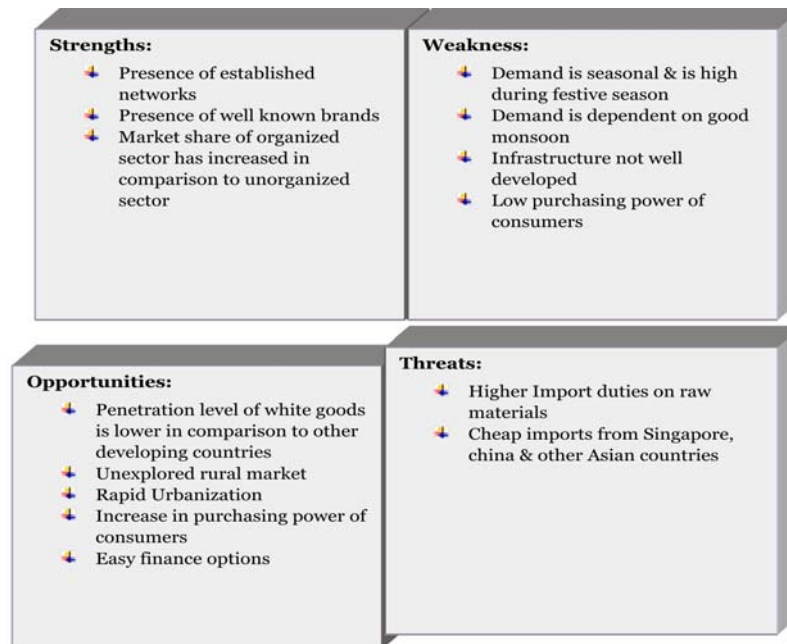 Strengths:
Presence of established
networks
Presence of well known brands
Market share of organized
sector has increased in
comparison to unorganized
sector
Weakness:
Demand is seasonal & is high
during festive season
Demand is dependent on good
monsoon
Infrastructure not well
developed
Low purchasing power of
consumers
Opportunities:
Penetration level of white goods
is lower in comparison to other
developing countries
Unexplored rural market
Rapid Urbanization
Increase in purchasing power of
consumers
Easy finance options
Threats:
Higher Import duties on raw
materials
Cheap imports from Singapore,
china & other Asian countries